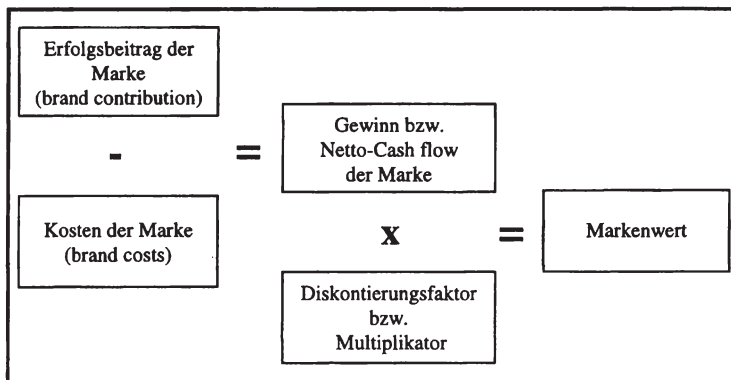 Erfolgsbeitrag der
Marke
(brand contribution)
-
=
Gewinn bzw.
Netto-Cash flow
der Marke
Kosten der Marke
(brand costs)
x
=
Markenwert
Diskontierungsfaktor
bzw.
Multiplikator